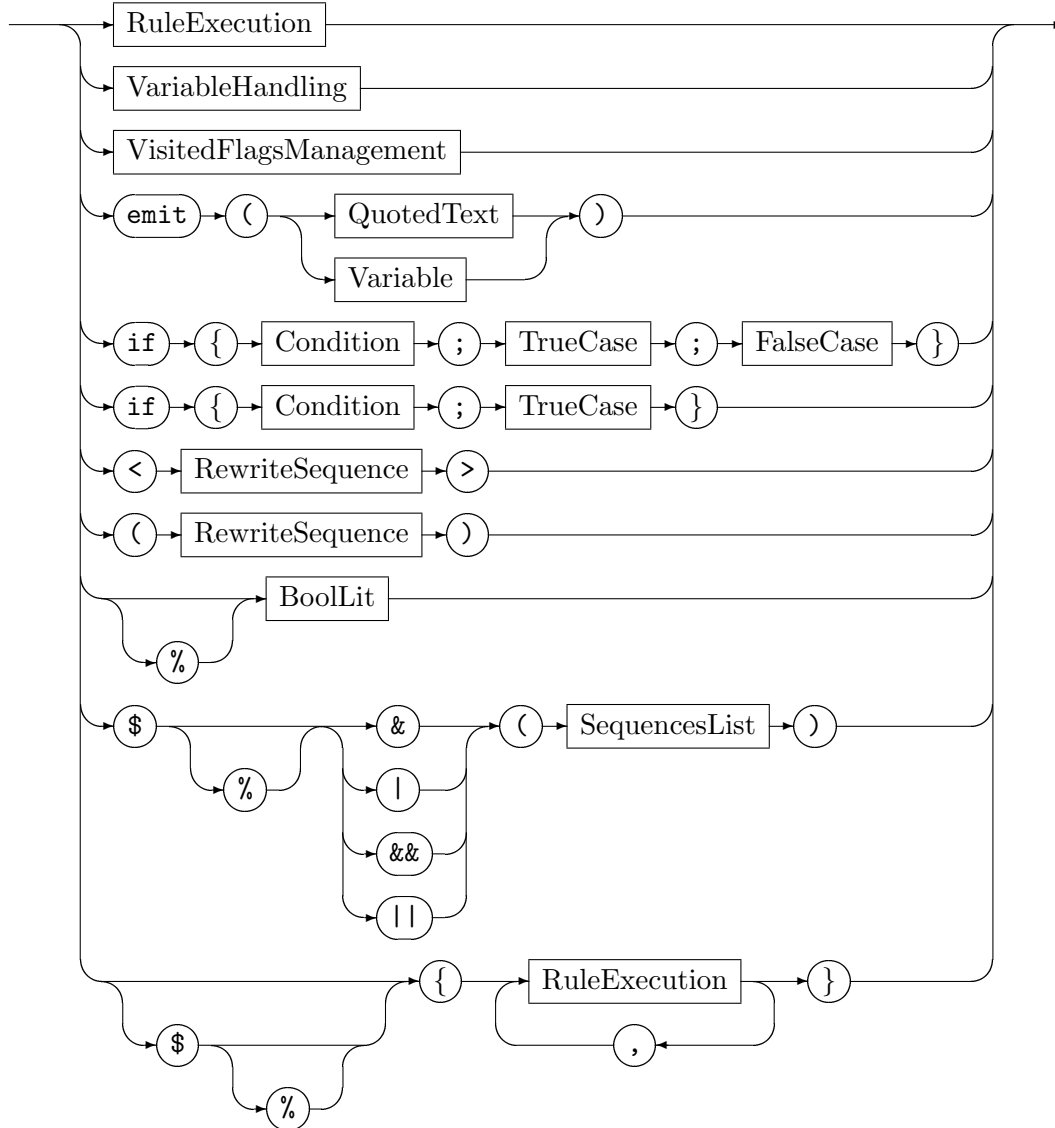 RuleExecution
VariableHandling
VisitedFlagsManagement
emit ( QuotedText )
Variable
if { Condition ; TrueCase ; FalseCase }
if { Condition ; TrueCase }
< RewriteSequence >
( RewriteSequence )
BoolLit
%
$ & ( SequencesList )
% |
&&
||
{ RuleExecution }
$ ,
%